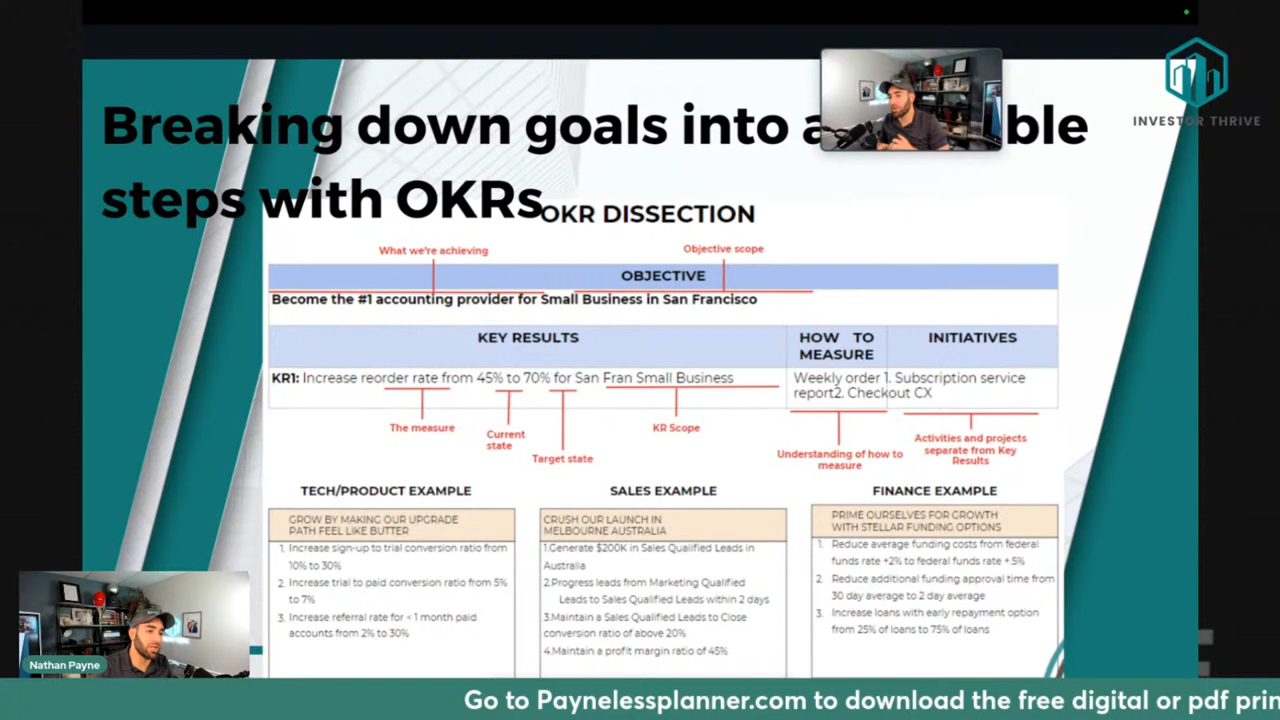 INVESTOR THRIVE
Breaking down goals into a ble
steps with OKRs
OKR DISSECTION
What we're achieving
Objective scope
OBJECTIVE
Become the #1 accounting provider for Small Business in San Francisco
KEY RESULTS
HOW TO
MEASURE
INITIATIVES
KR1: Increase reorder rate from 45% to 70% for San Fran Small Business
Weekly order 1. Subscription service
report2. Checkout CX
The measure
Current
state
Target state
KR Scope
Understanding of how to
measure
Activities and projects
separate from Key
Results
TECH/PRODUCT EXAMPLE
GROW BY MAKING OUR UPGRADE
PATH FEEL LIKE BUTTER
1. Increase sign-up to trial conversion ratio from
10% to 30%
2. Increase trial to paid conversion ratio from 5%
to 7%
3. Increase referral rate for < 1 month paid
accounts from 2% to 30%
SALES EXAMPLE
CRUSH OUR LAUNCH IN
MELBOURNE AUSTRALIA
1.Generate $200K in Sales Qualified Leads in
Australia
2.Progress leads from Marketing Qualified
Leads to Sales Qualified Leads within 2 days
3.Maintain a Sales Qualified Leads to Close
conversion ratio of above 20%
4.Maintain a profit margin ratio of 45%
FINANCE EXAMPLE
PRIME OURSELVES FOR GROWTH
WITH STELLAR FUNDING OPTIONS
1. Reduce average funding costs from federal
funds rate +2% to federal funds rate +.5%
2. Reduce additional funding approval time from
30 day average to 2 day average
3. Increase loans with early repayment option
from 25% of loans to 75% of loans
Nathan Payne
Go to Paynelessplanner.com to download the free digital or pdf prin